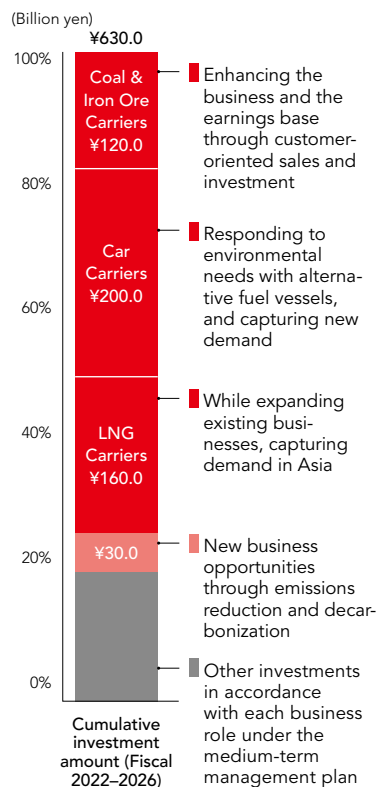 (Billion yen)
¥630.0
100%
80%
60%
40%
20%
0%
Coal &
Iron Ore
Carriers
¥120.0
Car
Carriers
¥200.0
LNG
Carriers
¥160.0
¥30.0
Enhancing the
business and the
earnings base
through customer-
oriented sales and
investment
Responding to
environmental
needs with alterna-
tive fuel vessels,
and capturing new
demand
While expanding
existing busi-
nesses, capturing
demand in Asia
New business
opportunities
through emissions
reduction and decar-
bonization
Other investments
in accordance
with each business
role under the
medium-term
management plan
Cumulative
investment
amount (Fiscal
2022–2026)